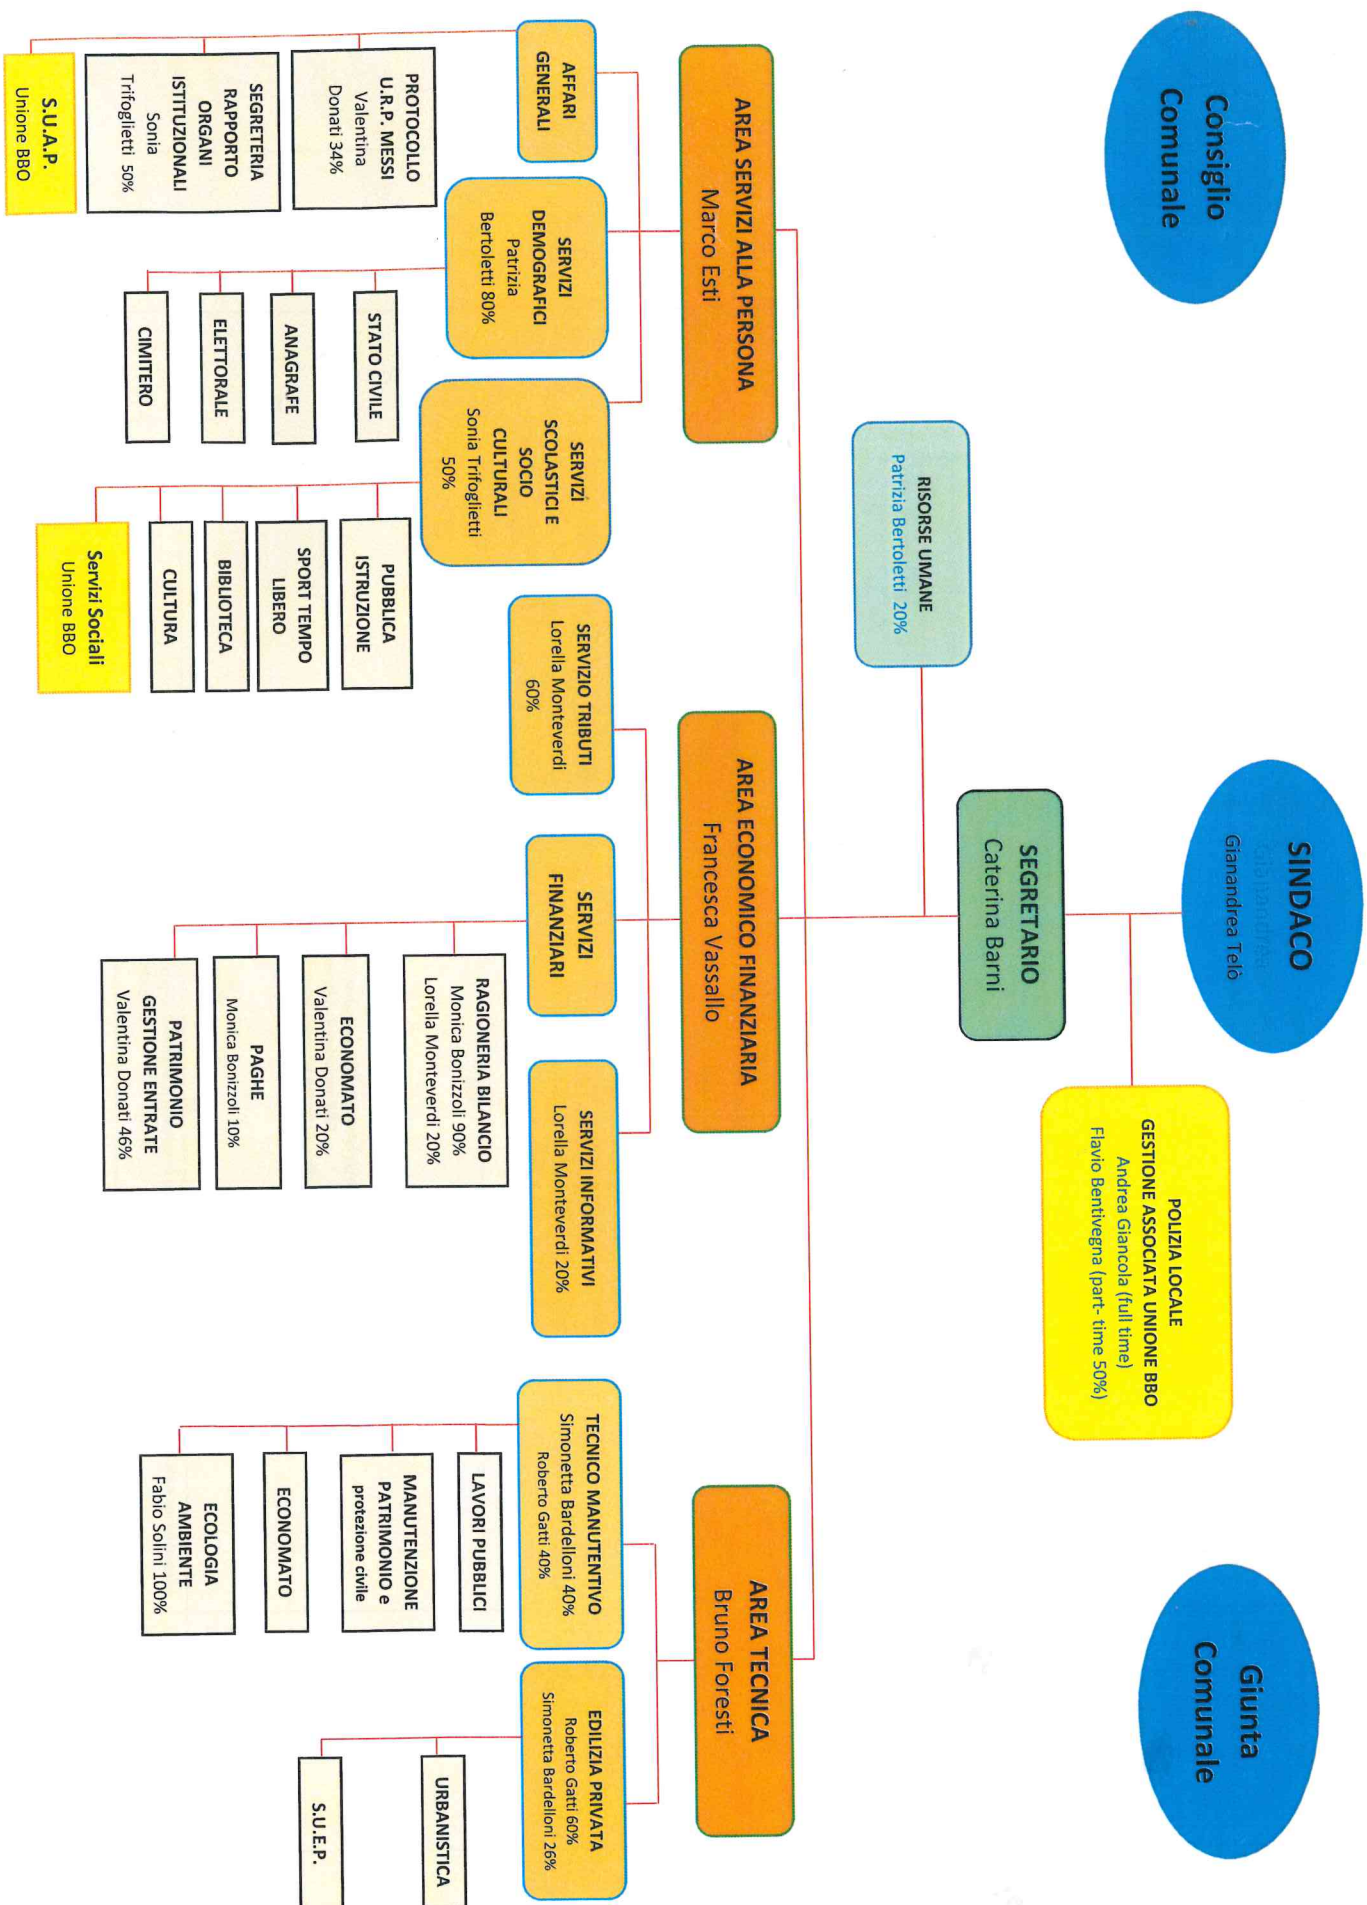 Consiglio
Comunale
SINDACO
Gianandrea
Gianandrea Telò
Giunta
Comunale
POLIZIA LOCALE
GESTIONE ASSOCIATA UNIONE BBO
Andrea Giancola (full time)
Flavio Bentivegna (part- time 50%)
SEGRETARIO
Caterina Barni
RISORSE UMANE
Patrizia Bertoletti 20%
AREA SERVIZI ALLA PERSONA
Marco Esti
AREA ECONOMICO FINANZIARIA
Francesca Vassallo
AREA TECNICA
Bruno Foresti
AFFARI
GENERALI
PROTOCOLLO
U.R.P. MESSI
Valentina
Donati 34%
SEGRETERIA
RAPPORTO
ORGANI
ISTITUZIONALI
Sonia
Trifoglietti 50%
S.U.A.P.
Unione BBO
SERVIZI
DEMOGRAFICI
Patrizia
Bertoletti 80%
STATO CIVILE
ANAGRAFE
ELETTORALE
CIMITERO
SERVIZI
SCOLASTICI E
SOCIO
CULTURALI
Sonia Trifoglietti
50%
PUBBLICA
ISTRUZIONE
SPORT TEMPO
LIBERO
BIBLIOTECA
CULTURA
Servizi Sociali
Unione BBO
SERVIZIO TRIBUTI
Lorella Monteverdi
60%
SERVIZI
FINANZIARI
RAGIONERIA BILANCIO
Monica Bonizzoli 90%
Lorella Monteverdi 20%
ECONOMATO
Valentina Donati 20%
PAGHE
Monica Bonizzoli 10%
PATRIMONIO
GESTIONE ENTRATE
Valentina Donati 46%
SERVIZI INFORMATIVI
Lorella Monteverdi 20%
TECNICO MANUTENTIVO
Simonetta Bardelloni 40%
Roberto Gatti 40%
LAVORI PUBBLICI
MANUTENZIONE
PATRIMONIO e
protezione civile
ECONOMATO
ECOLOGIA
AMBIENTE
Fabio Solini 100%
EDILIZIA PRIVATA
Roberto Gatti 60%
Simonetta Bardelloni 26%
URBANISTICA
S.U.E.P.